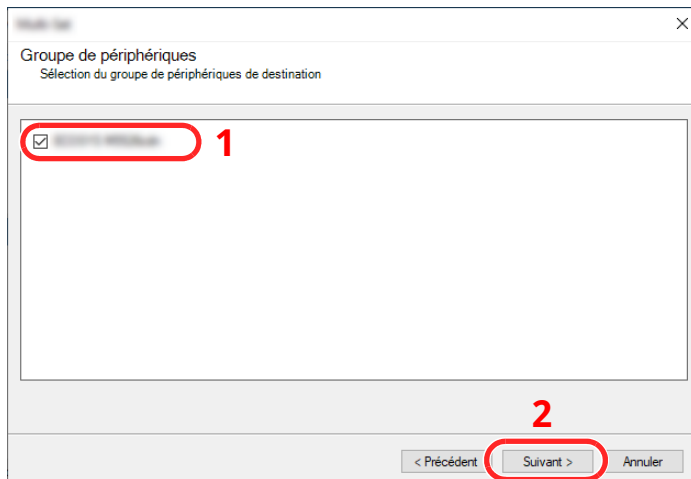 Groupe de périphériques
Sélection du groupe de périphériques de destination
1
2
< Précédent
Suivant >
Annuler